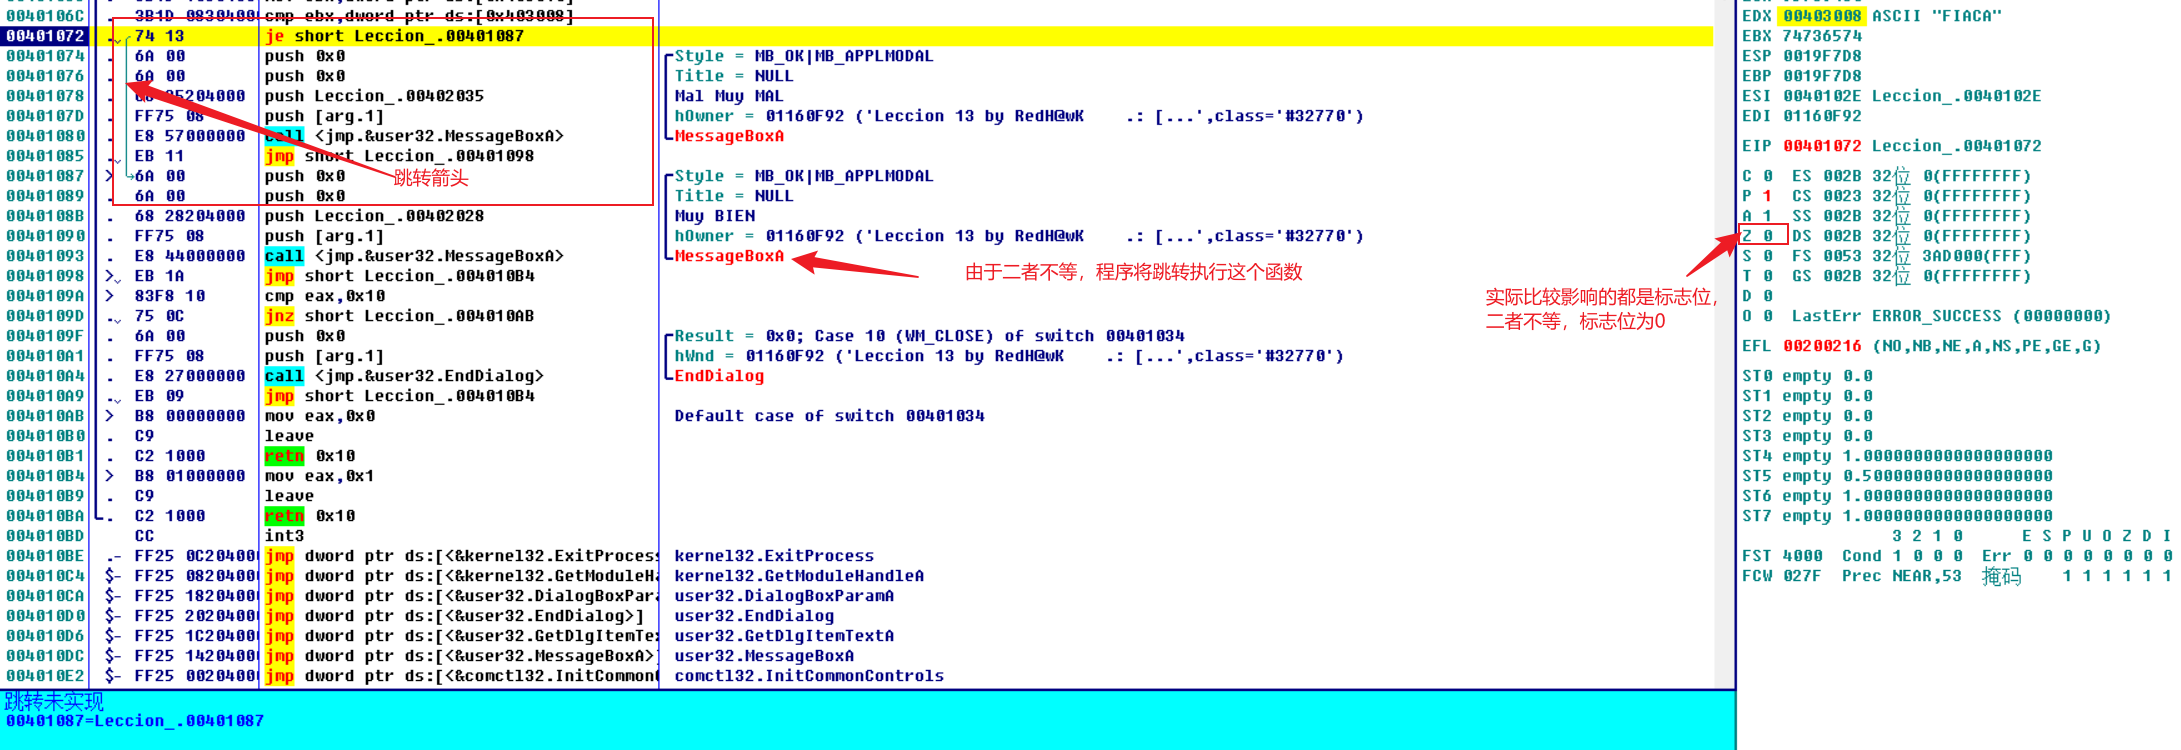 0040106C . 3B1D 0830400 cmp ebx,dword ptr ds:[0x403008]
00401072 . 74 13 je short Leccion_.00401087
00401074 . 6A 00 push 0x0 Style = MB_OK|MB_APPLMODAL
00401076 . 6A 00 push 0x0 Title = NULL
00401078 . 35204000 push Leccion_.00402035 Mal Muy MAL
0040107D . FF75 08 push [arg.1] hOwner = 01160F92 ('Leccion 13 by RedH@wK .: [...',class='#32770')
00401080 . E8 57000000 call <jmp.&user32.MessageBoxA> MessageBoxA
00401085 . EB 11 jmp short Leccion_.00401098
00401087 > 6A 00 push 0x0 Style = MB_OK|MB_APPLMODAL
跳转箭头
00401089 . 6A 00 push 0x0 Title = NULL
0040108B . 68 28204000 push Leccion_.00402028 Muy BIEN
00401090 . FF75 08 push [arg.1] hOwner = 01160F92 ('Leccion 13 by RedH@wK .: [...',class='#32770')
00401093 . E8 44000000 call <jmp.&user32.MessageBoxA> MessageBoxA
由于二者不等，程序将跳转执行这个函数
00401098 > EB 1A jmp short Leccion_.004010B4
0040109A > 83F8 10 cmp eax,0x10
0040109D . 75 0C jnz short Leccion_.004010AB
0040109F . 6A 00 push 0x0 Result = 0x0; Case 10 (WM_CLOSE) of switch 00401034
004010A1 . FF75 08 push [arg.1] hWnd = 01160F92 ('Leccion 13 by RedH@wK .: [...',class='#32770')
004010A4 . E8 27000000 call <jmp.&user32.EndDialog> EndDialog
004010A9 . EB 09 jmp short Leccion_.004010B4
004010AB > B8 00000000 mov eax,0x0 Default case of switch 00401034
004010B0 . C9 leave
004010B1 . C2 1000 retn 0x10
004010B4 > B8 01000000 mov eax,0x1
004010B9 . C9 leave
004010BA . C2 1000 retn 0x10
004010BD CC int3
004010BE .- FF25 0C20400 jmp dword ptr ds:[<&kernel32.ExitProces kernel32.ExitProcess
004010C4 $- FF25 0820400 jmp dword ptr ds:[<&kernel32.GetModuleH kernel32.GetModuleHandleA
004010CA $- FF25 1820400 jmp dword ptr ds:[<&user32.DialogBoxPar user32.DialogBoxParamA
004010D0 $- FF25 2020400 jmp dword ptr ds:[<&user32.EndDialog>] user32.EndDialog
004010D6 $- FF25 1C20400 jmp dword ptr ds:[<&user32.GetDlgItemTe user32.GetDlgItemTextA
004010DC $- FF25 1420400 jmp dword ptr ds:[<&user32.MessageBoxA> user32.MessageBoxA
004010E2 $- FF25 0020400 jmp dword ptr ds:[<&comctl32.InitCommon comctl32.InitCommonControls
跳转未实现
00401087=Leccion_.00401087
EDX 00403008 ASCII "FIACA"
EBX 74736574
ESP 0019F7D8
EBP 0019F7D8
ESI 0040102E Leccion_.0040102E
EDI 01160F92
EIP 00401072 Leccion_.00401072
C 0 ES 002B 32位 0(FFFFFFFF)
P 1 CS 0023 32位 0(FFFFFFFF)
A 1 SS 002B 32位 0(FFFFFFFF)
Z 0 DS 002B 32位 0(FFFFFFFF)
S 0 FS 0053 32位 3AD000(FFF)
T 0 GS 002B 32位 0(FFFFFFFF)
D 0
O 0 LastErr ERROR_SUCCESS (00000000)
实际比较影响的都是标志位，
二者不等，标志位为0
EFL 00200216 (NO,NB,NE,A,NS,PE,GE,G)
ST0 empty 0.0
ST1 empty 0.0
ST2 empty 0.0
ST3 empty 0.0
ST4 empty 1.0000000000000000000
ST5 empty 0.5000000000000000000
ST6 empty 1.0000000000000000000
ST7 empty 1.0000000000000000000
3 2 1 0 E S P U O Z D I
FST 4000 Cond 1 0 0 0 Err 0 0 0 0 0 0 0 0
FCW 027F Prec NEAR,53 掩码 1 1 1 1 1 1